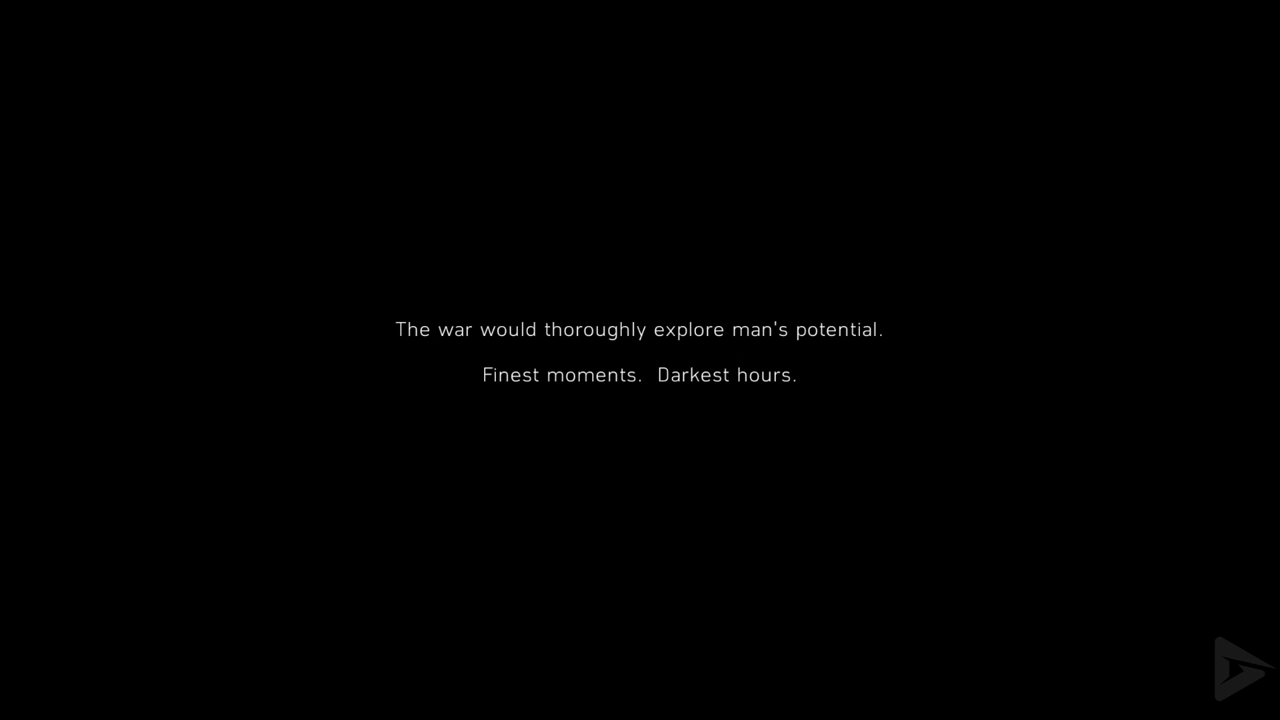 The war would thoroughly explore man's potential.
Finest moments.  Darkest hours.